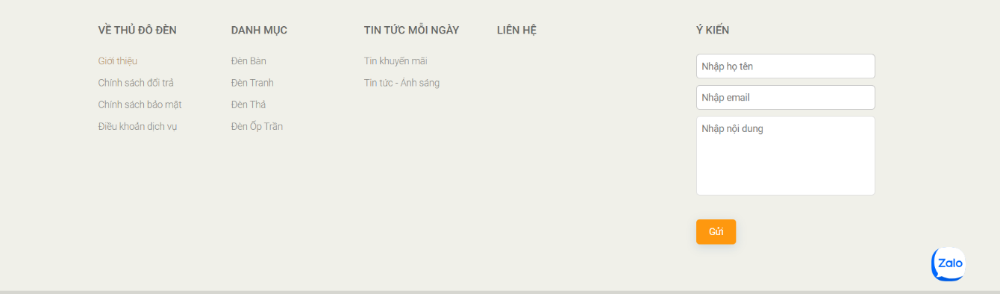 VỀ THỦ ĐÔ ĐÈN
Giới thiệu
Chính sách đổi trả
Chính sách bảo mật
Điều khoản dịch vụ
DANH MỤC
Đèn Bàn
Đèn Tranh
Đèn Thả
Đèn Ốp Trần
TIN TỨC MỖI NGÀY
Tin khuyến mãi
Tin tức - Ánh sáng
LIÊN HỆ
Ý KIẾN
Nhập họ tên
Nhập email
Nhập nội dung
Gửi
Zalo